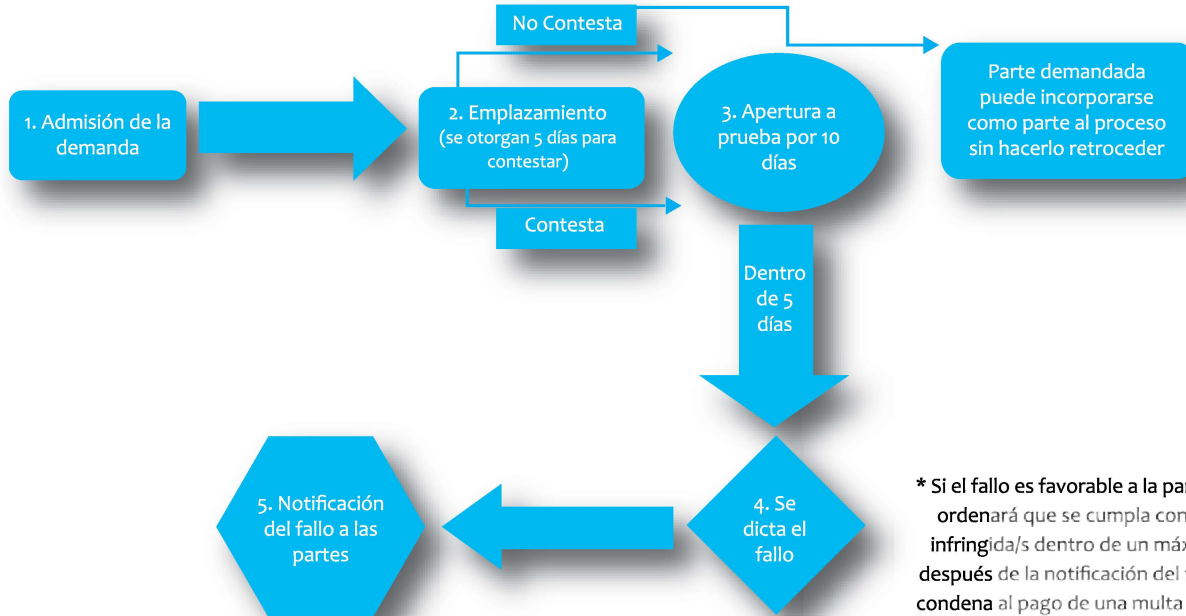 No Contesta
1. Admisión de la
demanda
2. Emplazamiento
(se otorgan 5 días para
contestar)
3. Apertura a
prueba por 10
días
Parte demandada
puede incorporarse
como parte al proceso
sin hacerlo retroceder
Contesta
Dentro
de 5
días
4. Se
dicta el
fallo
5. Notificación
del fallo a las
partes
* Si el fallo es favorable a la
ordenará que se cumpla con
infringida/s dentro de un
después de la notificación del
condena al pago de una multa